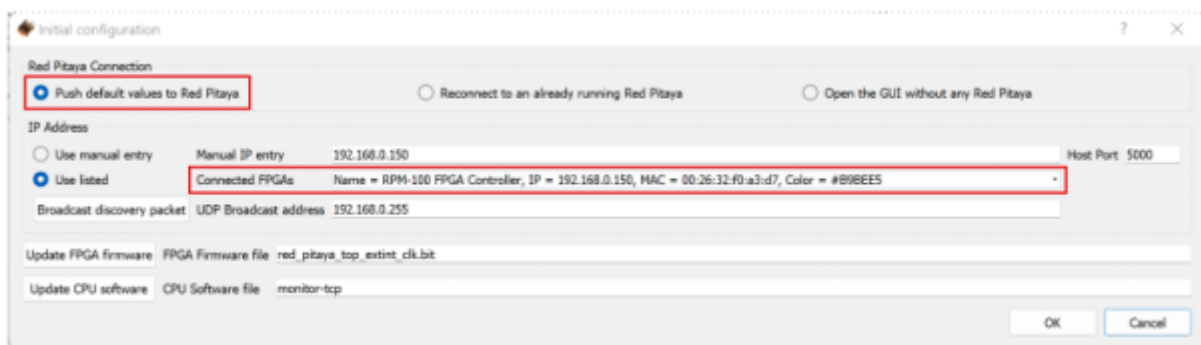 Initial configuration ?
Red Pitaya Connection
Push default values to Red Pitaya Reconnect to an already running Red Pitaya Open the GUI without any Red Pitaya
IP Address
Use manual entry Manual IP entry 192.168.0.150 Host Port 5000
Use listed Connected FPGAs Name = RPM-100 FPGA Controller, IP = 192.168.0.150, MAC = 00:26:32:f0:a3:d7, Color = #B9BEE5
Broadcast discovery packet UDP Broadcast address 192.168.0.255
Update FPGA firmware FPGA Firmware file red_pitaya_top_extint_clk.bit
Update CPU software CPU Software file monitor-tcp
OK Cancel